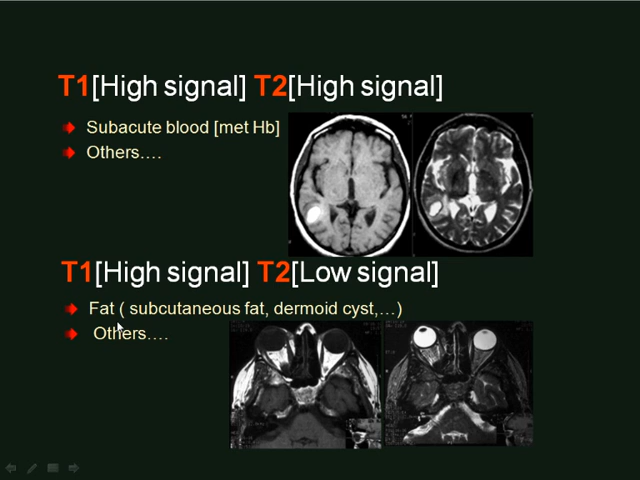 T1[High signal] T2[High signal]
Subacute blood [met Hb]
Others….
T1[High signal] T2[Low signal]
Fat ( subcutaneous fat, dermoid cyst,…)
Others….